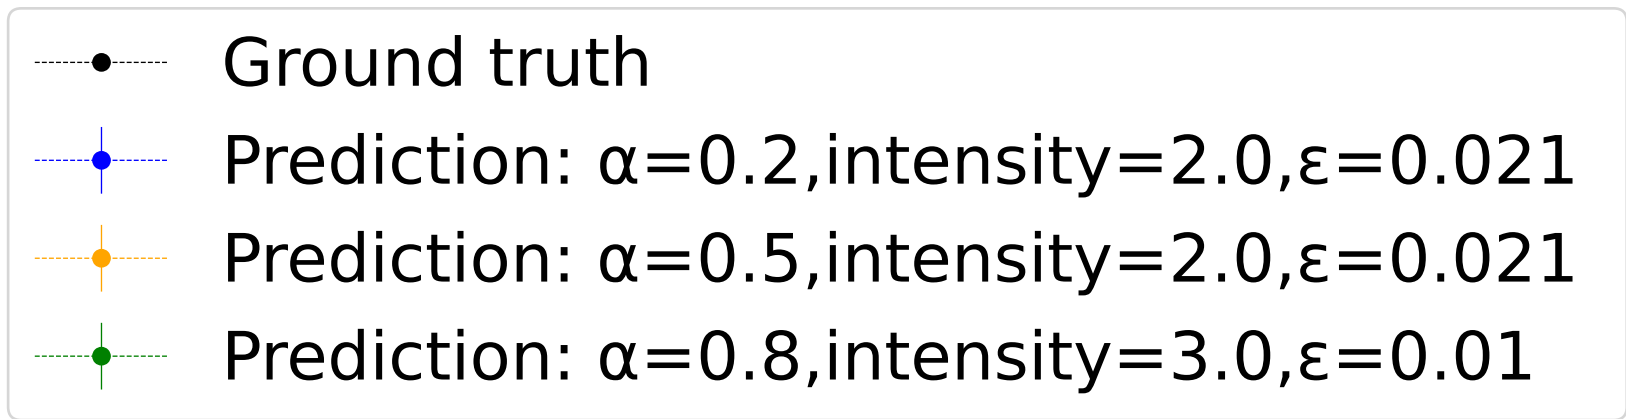 Ground truth
Prediction: α=0.2,intensity=2.0,ε=0.021
Prediction: α=0.5,intensity=2.0,ε=0.021
Prediction: α=0.8,intensity=3.0,ε=0.01